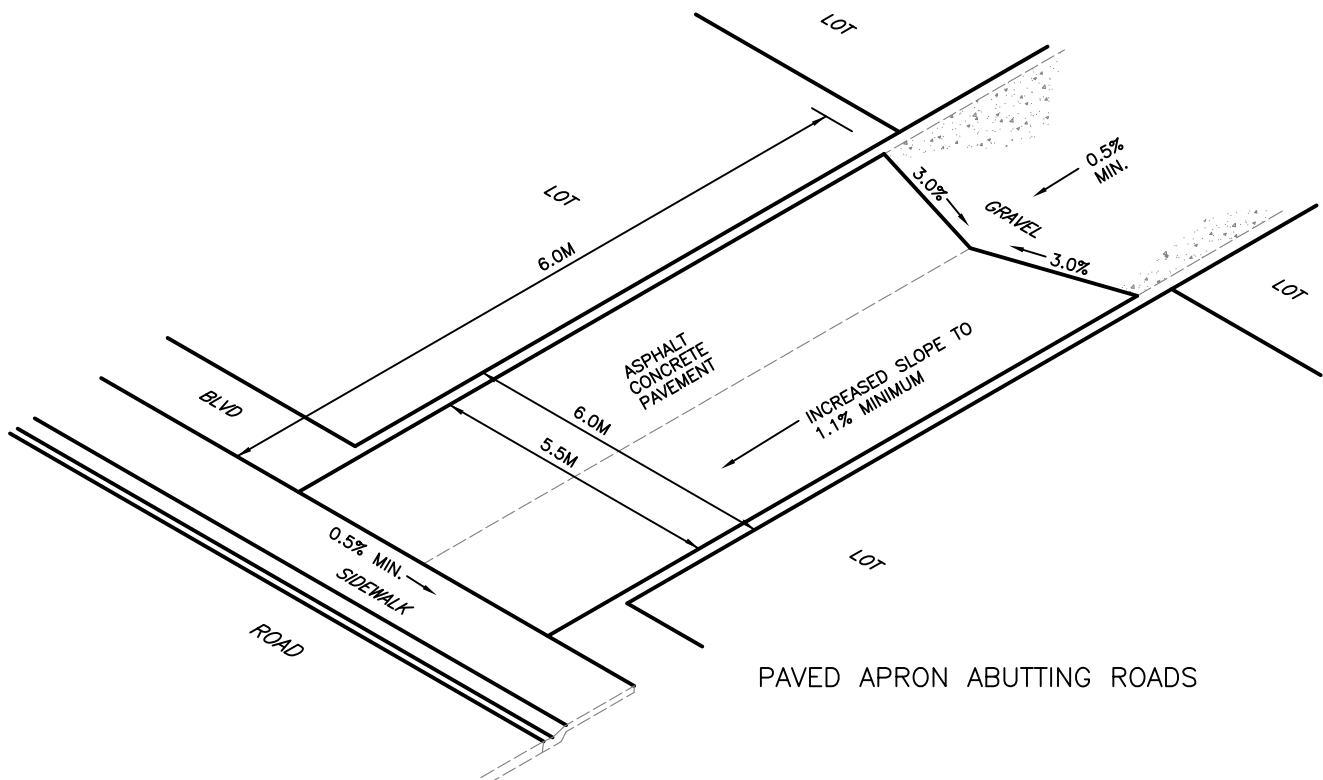 LOT
LOT
0.5%
MIN.
3.0%
GRAVEL
3.0%
LOT
6.0M
ASPHALT
CONCRETE
PAVEMENT
INCREASED SLOPE TO
1.1% MINIMUM
BLVD
6.0M
5.5M
0.5% MIN.
SIDEWALK
LOT
ROAD
PAVED APRON ABUTTING ROADS